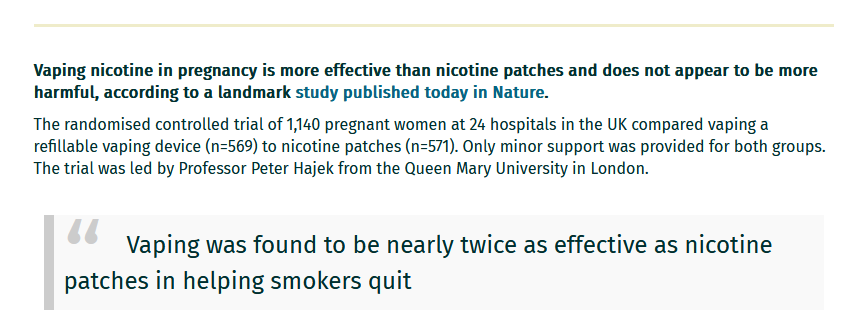 Vaping nicotine in pregnancy is more effective than nicotine patches and does not appear to be more
harmful, according to a landmark study published today in Nature.
The randomised controlled trial of 1,140 pregnant women at 24 hospitals in the UK compared vaping a
refillable vaping device (n=569) to nicotine patches (n=571). Only minor support was provided for both groups.
The trial was led by Professor Peter Hajek from the Queen Mary University in London.
“ Vaping was found to be nearly twice as effective as nicotine
patches in helping smokers quit